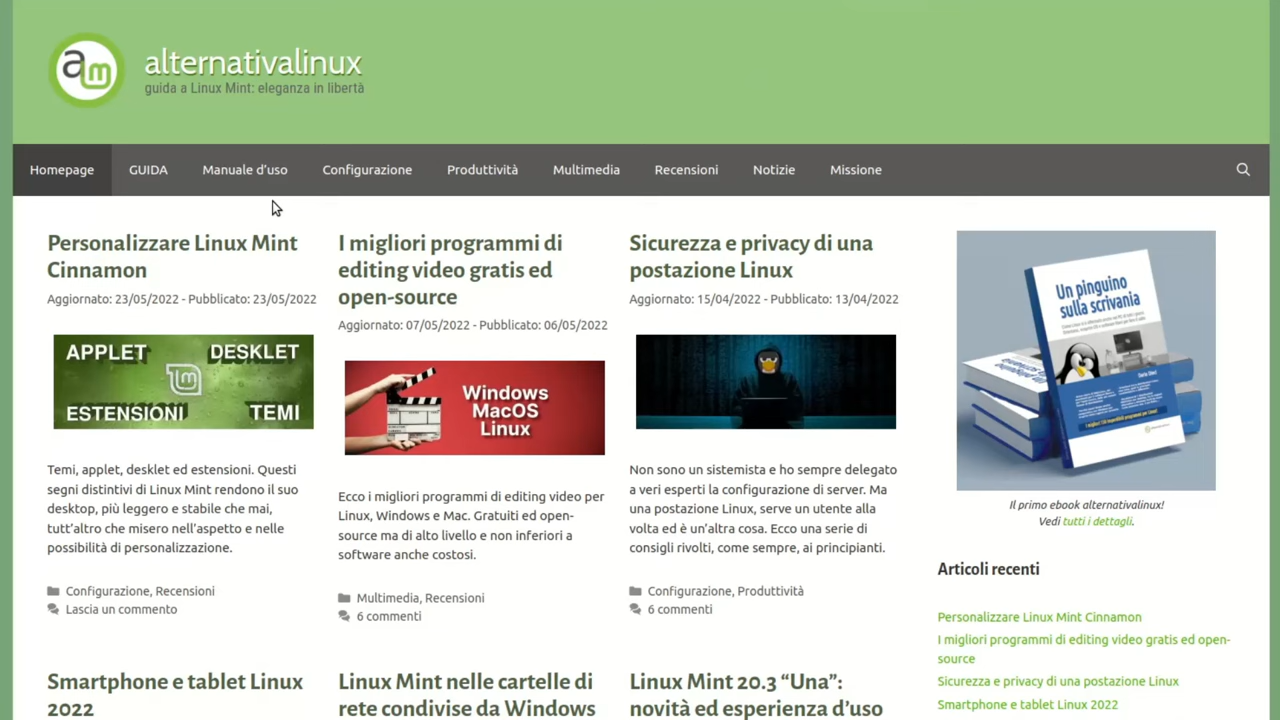 alternativalinux
guida a Linux Mint: eleganza in libertà
Homepage GUIDA Manuale d'uso Configurazione Produttività Multimedia Recensioni Notizie Missione
Personalizzare Linux Mint
Cinnamon
Aggiornato: 23/05/2022 - Pubblicato: 23/05/2022
APPLET DESKLET
ESTENSIONI TEMI
Temi, applet, desklet ed estensioni. Questi
segni distintivi di Linux Mint rendono il suo
desktop, più leggero e stabile che mai,
tutt'altro che misero nell'aspetto e nelle
possibilità di personalizzazione.
Configurazione, Recensioni
Lascia un commento
I migliori programmi di
editing video gratis ed
open-source
Aggiornato: 07/05/2022 - Pubblicato: 06/05/2022
Windows
MacOS
Linux
Ecco i migliori programmi di editing video per
Linux, Windows e Mac. Gratuiti ed open-
source ma di alto livello e non inferiori a
software anche costosi.
Multimedia, Recensioni
6 commenti
Sicurezza e privacy di una
postazione Linux
Aggiornato: 15/04/2022 - Pubblicato: 13/04/2022
Non sono un sistemista e ho sempre delegato
a veri esperti la configurazione di server. Ma
una postazione Linux, serve un utente alla
volta ed è un'altra cosa. Ecco una serie di
consigli rivolti, come sempre, ai principianti.
Configurazione, Produttività
6 commenti
Smartphone e tablet Linux
2022
Linux Mint nelle cartelle di
rete condivise da Windows
Linux Mint 20.3 “Una”:
novità ed esperienza d'uso
Un pinguino
sulla scrivania
Il primo ebook alternativalinux!
Vedi tutti i dettagli.
Articoli recenti
Personalizzare Linux Mint Cinnamon
I migliori programmi di editing video gratis ed open-
source
Sicurezza e privacy di una postazione Linux
Smartphone e tablet Linux 2022